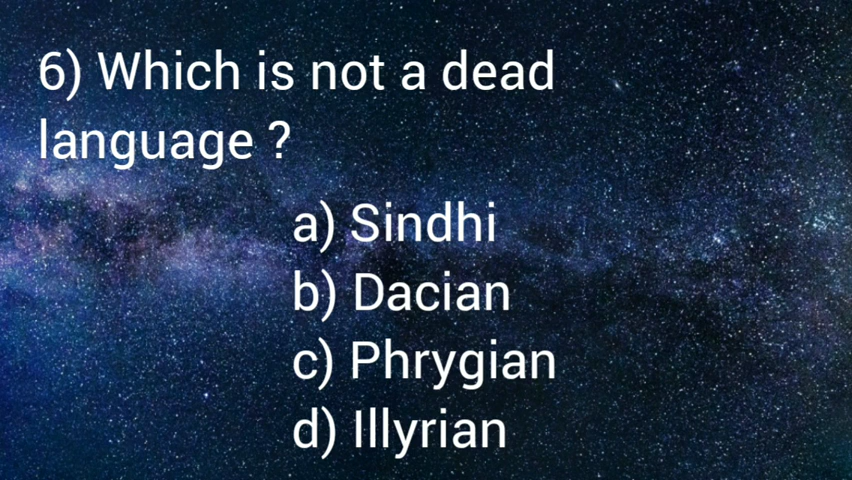 6) Which is not a dead
language ?
a) Sindhi
b) Dacian
c) Phrygian
d) Illyrian